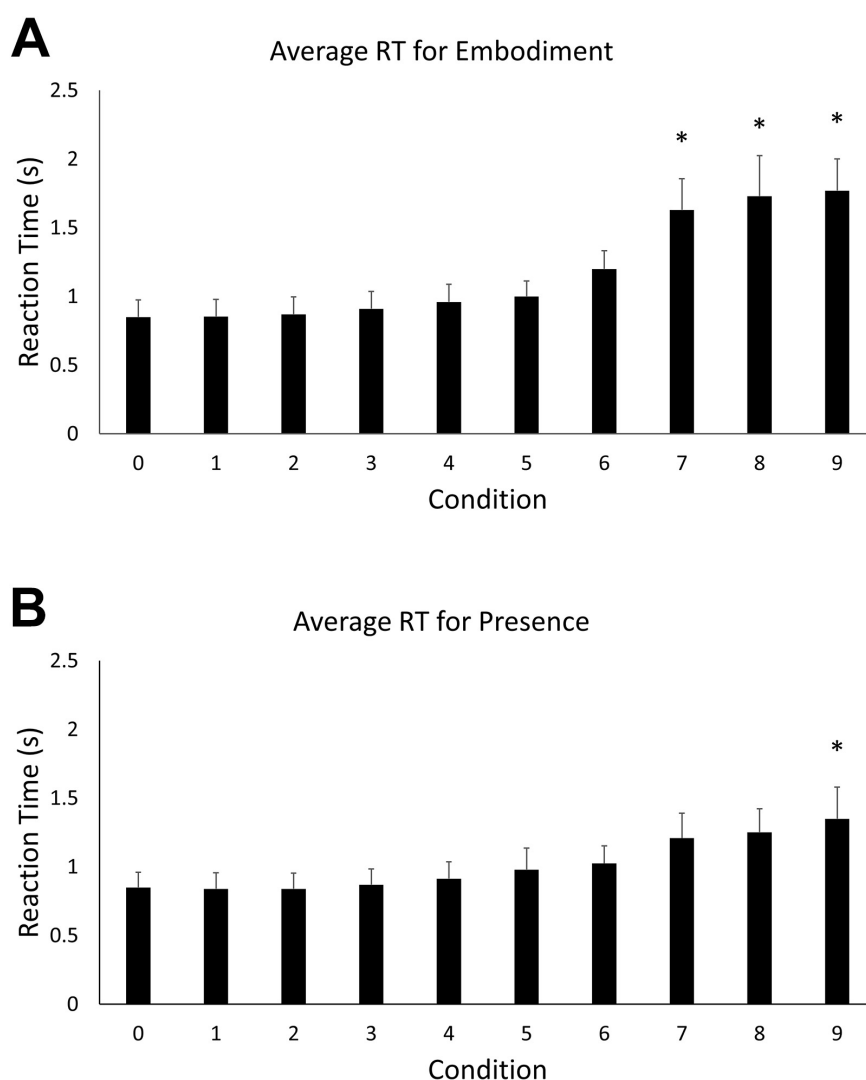 A
Average RT for Embodiment
2.5
2
1.5
1
0.5
0
Reaction Time (s)
* * *
0 1 2 3 4 5 6 7 8 9
Condition
B
Average RT for Presence
2.5
2
1.5
1
0.5
0
Reaction Time (s)
*
0 1 2 3 4 5 6 7 8 9
Condition